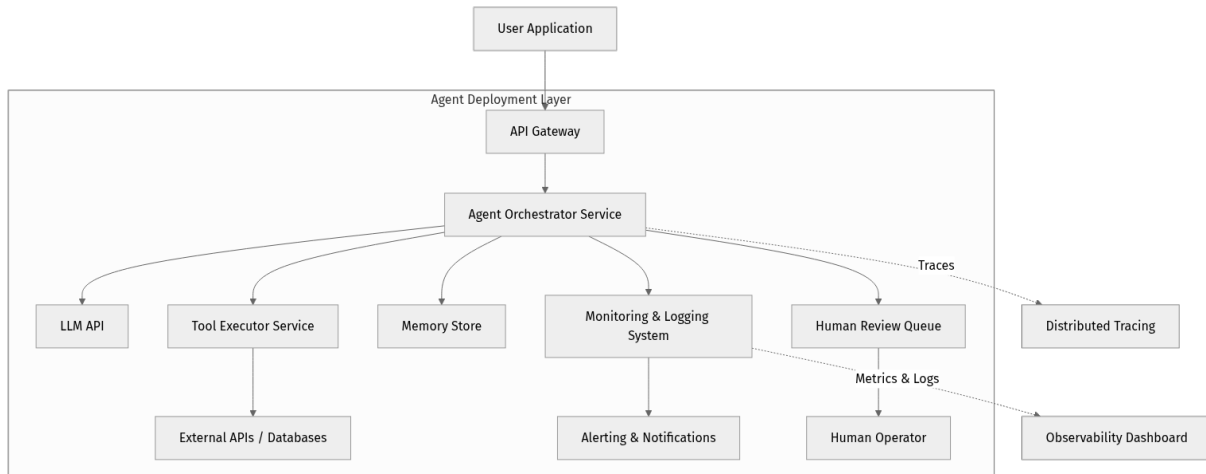 User Application
Agent Deployment Layer
API Gateway
Agent Orchestrator Service
Traces
LLM API
Tool Executor Service
Memory Store
Monitoring & Logging
System
Human Review Queue
Distributed Tracing
Metrics & Logs
External APIs / Databases
Alerting & Notifications
Human Operator
Observability Dashboard